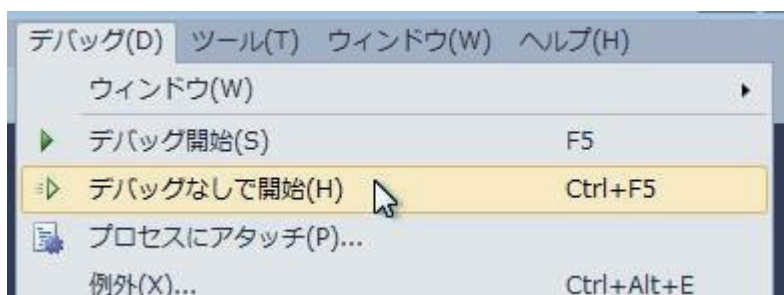 デバッグ(D) ツール(T) ウィンドウ(W) ヘルプ(H)
ウィンドウ(W)
デバッグ開始(S) F5
デバッグなしで開始(H) Ctrl+F5
プロセスにアタッチ(P)...
例外(X)... Ctrl+Alt+E